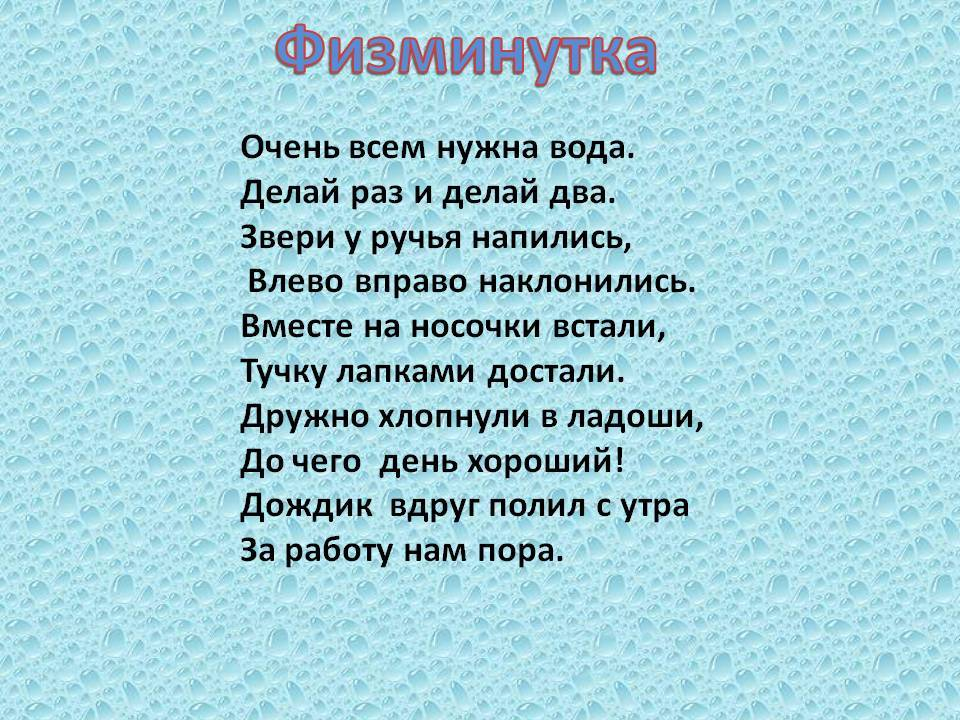 Физминутка
Очень всем нужна вода.
Делай раз и делай два.
Звери у ручья напились,
Влево вправо наклонились.
Вместе на носочки встали,
Тучку лапками достали.
Дружно хлопнули в ладоши,
До чего день хороший!
Дождик вдруг полил с утра
За работу нам пора.